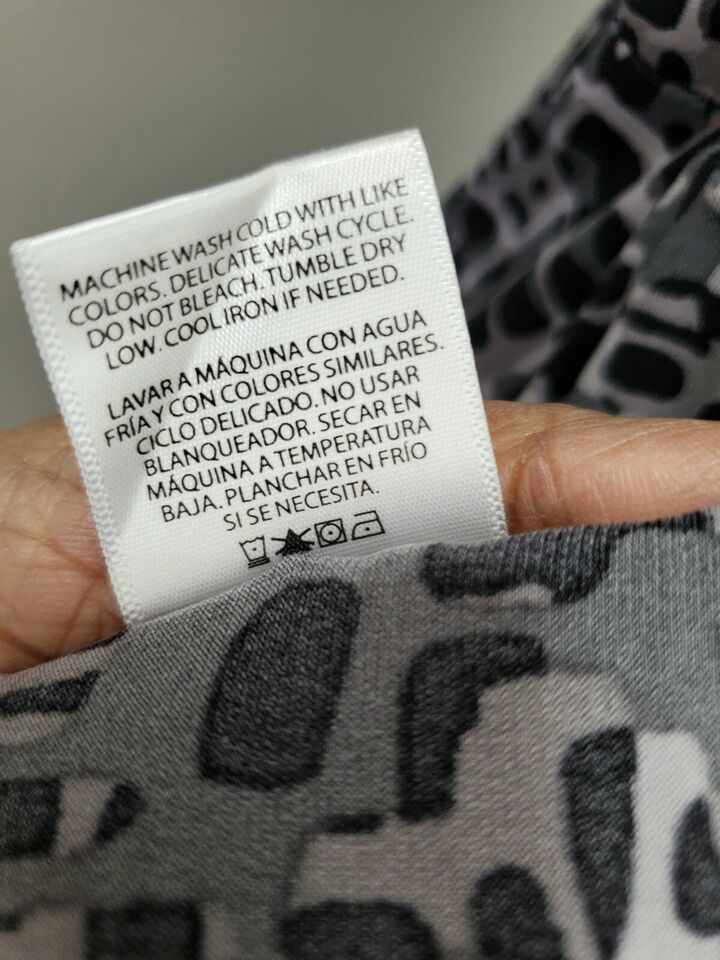 MACHINE WASH COLD WITH LIKE
COLORS. DELICATE WASH CYCLE.
DO NOT BLEACH. TUMBLE DRY
LOW. COOL IRON IF NEEDED.
LAVAR A MÁQUINA CON AGUA
FRÍA Y CON COLORES SIMILARES.
CICLO DELICADO. NO USAR
BLANQUEADOR. SECAR EN
MÁQUINA A TEMPERATURA
BAJA. PLANCHAR EN FRÍO
SI SE NECESITA.